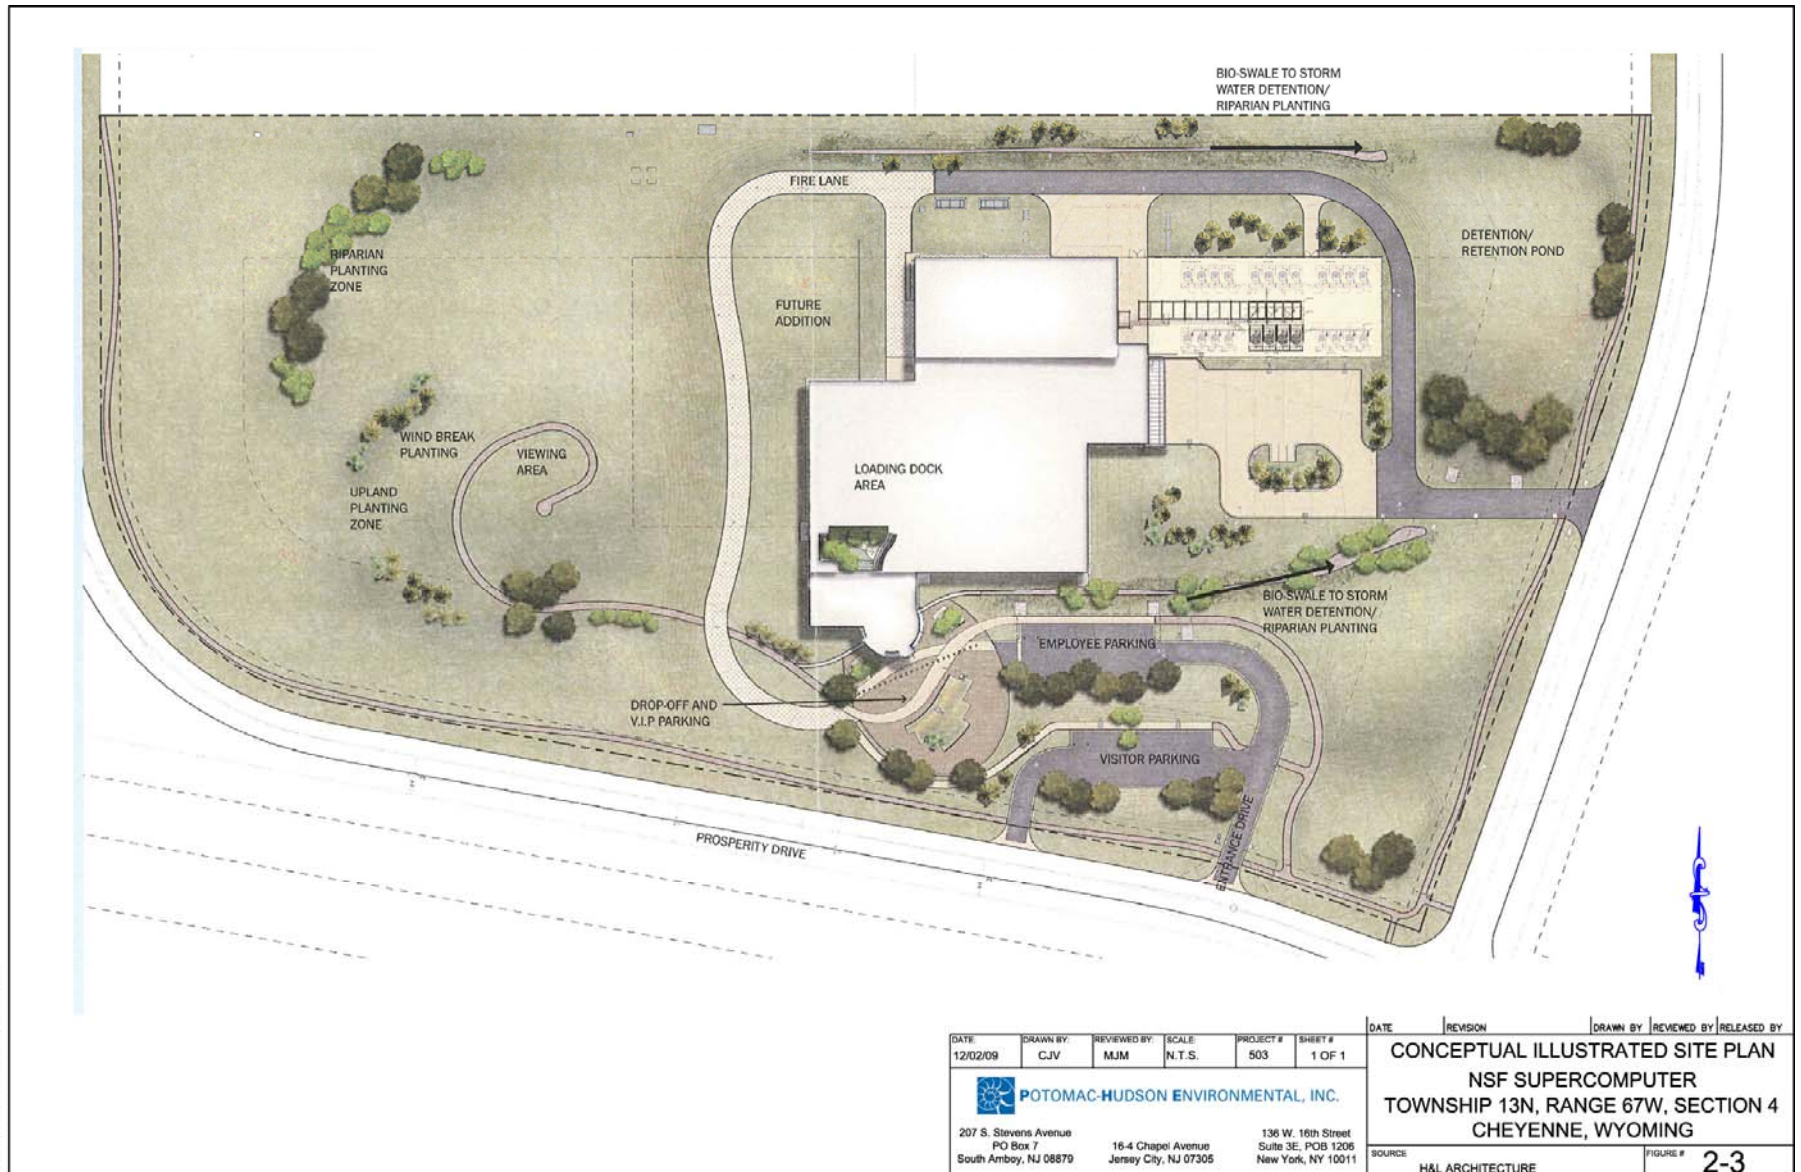 BIO-SWALE TO STORM
WATER DETENTION/
RIPARIAN PLANTING
FIRE LANE
RIPARIAN
PLANTING
ZONE
DETENTION/
RETENTION POND
FUTURE
ADDITION
WIND BREAK
PLANTING
VIEWING
AREA
LOADING DOCK
AREA
UPLAND
PLANTING
ZONE
BIO-SWALE TO STORM
WATER DETENTION/
RIPARIAN PLANTING
EMPLOYEE PARKING
DROP-OFF AND
V.I.P PARKING
VISITOR PARKING
ENTRANCE DRIVE
PROSPERITY DRIVE
DATE REVISION DRAWN BY REVIEWED BY RELEASED BY
DATE: DRAWN BY: REVIEWED BY: SCALE: PROJECT # SHEET #
12/02/09 CJV MJM N.T.S. 503 1 OF 1
POTOMAC-HUDSON ENVIRONMENTAL, INC.
207 S. Stevens Avenue
PO Box 7
South Amboy, NJ 08879
16-4 Chapel Avenue
Jersey City, NJ 07305
136 W. 16th Street
Suite 3E, POB 1206
New York, NY 10011
CONCEPTUAL ILLUSTRATED SITE PLAN
NSF SUPERCOMPUTER
TOWNSHIP 13N, RANGE 67W, SECTION 4
CHEYENNE, WYOMING
SOURCE
H&L ARCHITECTURE
FIGURE #
2-3